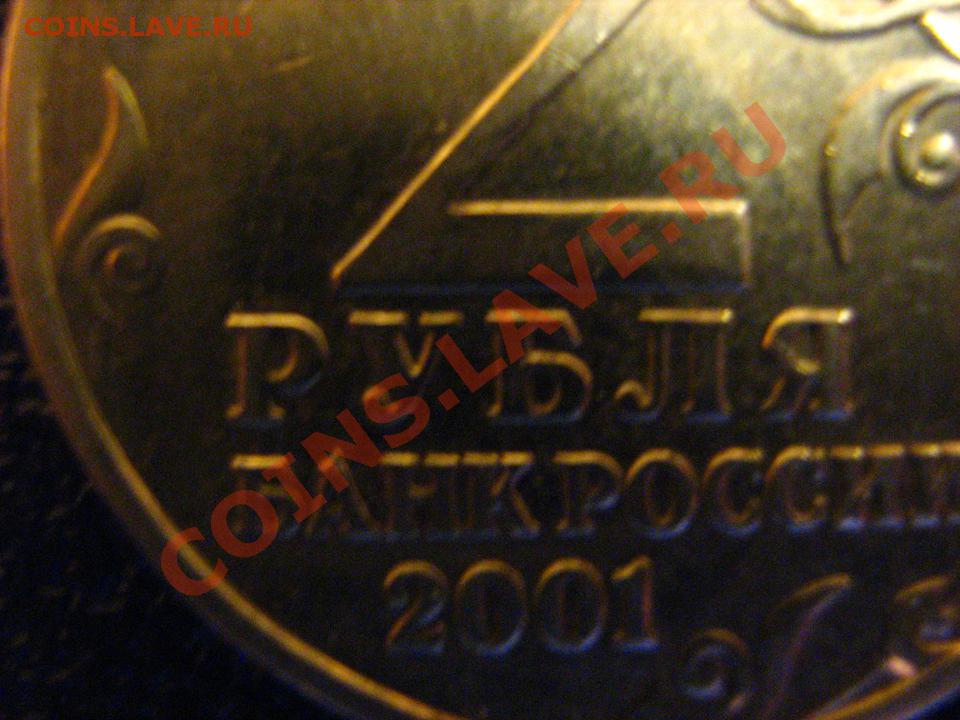 COINS.LAVE.RU
РУБЛЯ
БАНК РОССИИ
2001
COINS.LAVE.RU